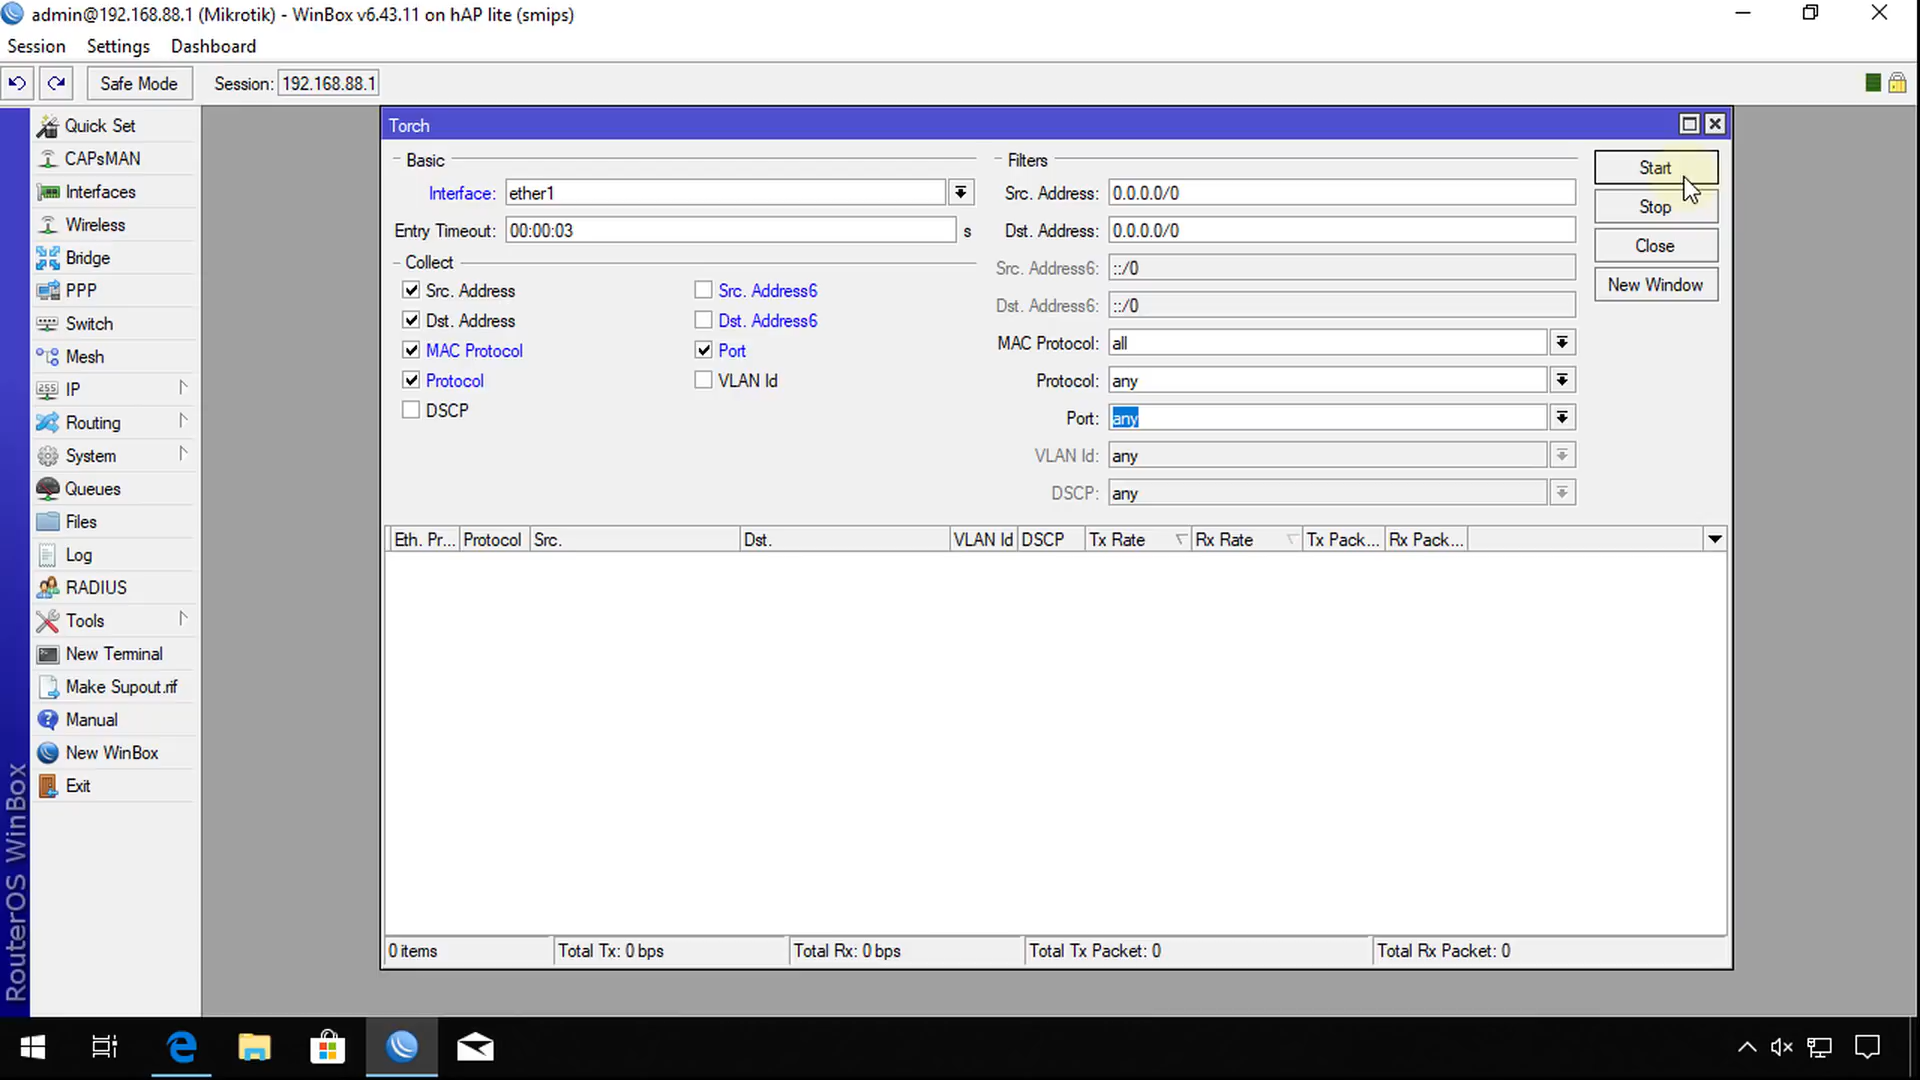 admin@192.168.88.1 (Mikrotik) - WinBox v6.43.11 on hAP lite (smips)
Session Settings Dashboard
Safe Mode Session: 192.168.88.1
Quick Set
CAPsMAN
Interfaces
Wireless
Bridge
PPP
Switch
Mesh
255 IP
Routing
System
Queues
Files
Log
RADIUS
Tools
New Terminal
Make Supout.rif
Manual
New WinBox
Exit
RouterOS WinBox
Torch
Basic
Interface: ether1
Entry Timeout: 00:00:03 s
Collect
Src. Address Src. Address6
Dst. Address Dst. Address6
MAC Protocol Port
Protocol VLAN Id
DSCP
Filters
Src. Address: 0.0.0.0/0
Dst. Address: 0.0.0.0/0
Src. Address6: ::/0
Dst. Address6: ::/0
MAC Protocol: all
Protocol: any
Port: any
VLAN Id: any
DSCP: any
Start
Stop
Close
New Window
Eth. Pr... Protocol Src. Dst. VLAN Id DSCP Tx Rate Rx Rate Tx Pack... Rx Pack...
0 items Total Tx: 0 bps Total Rx: 0 bps Total Tx Packet: 0 Total Rx Packet: 0